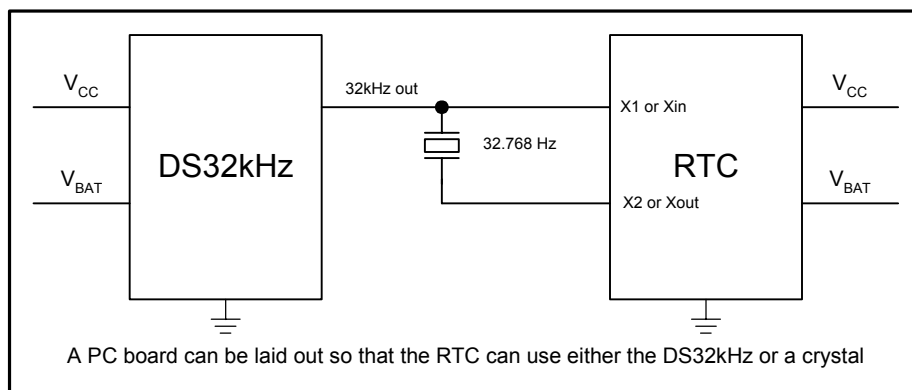 V_CC
V_BAT
DS32kHz
32kHz out
32.768 Hz
X1 or Xin
X2 or Xout
RTC
V_CC
V_BAT
A PC board can be laid out so that the RTC can use either the DS32kHz or a crystal